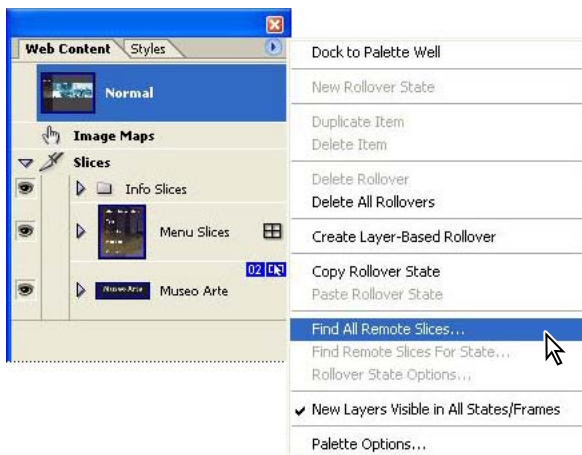 Web Content
Styles
Normal
Image Maps
Slices
Info Slices
Menu Slices
02
Museo Arte
Museo Arte
Dock to Palette Well
New Rollover State
Duplicate Item
Delete Item
Delete Rollover
Delete All Rollovers
Create Layer-Based Rollover
Copy Rollover State
Paste Rollover State
Find All Remote Slices...
Find Remote Slices For State...
Rollover State Options...
New Layers Visible in All States/Frames
Palette Options...